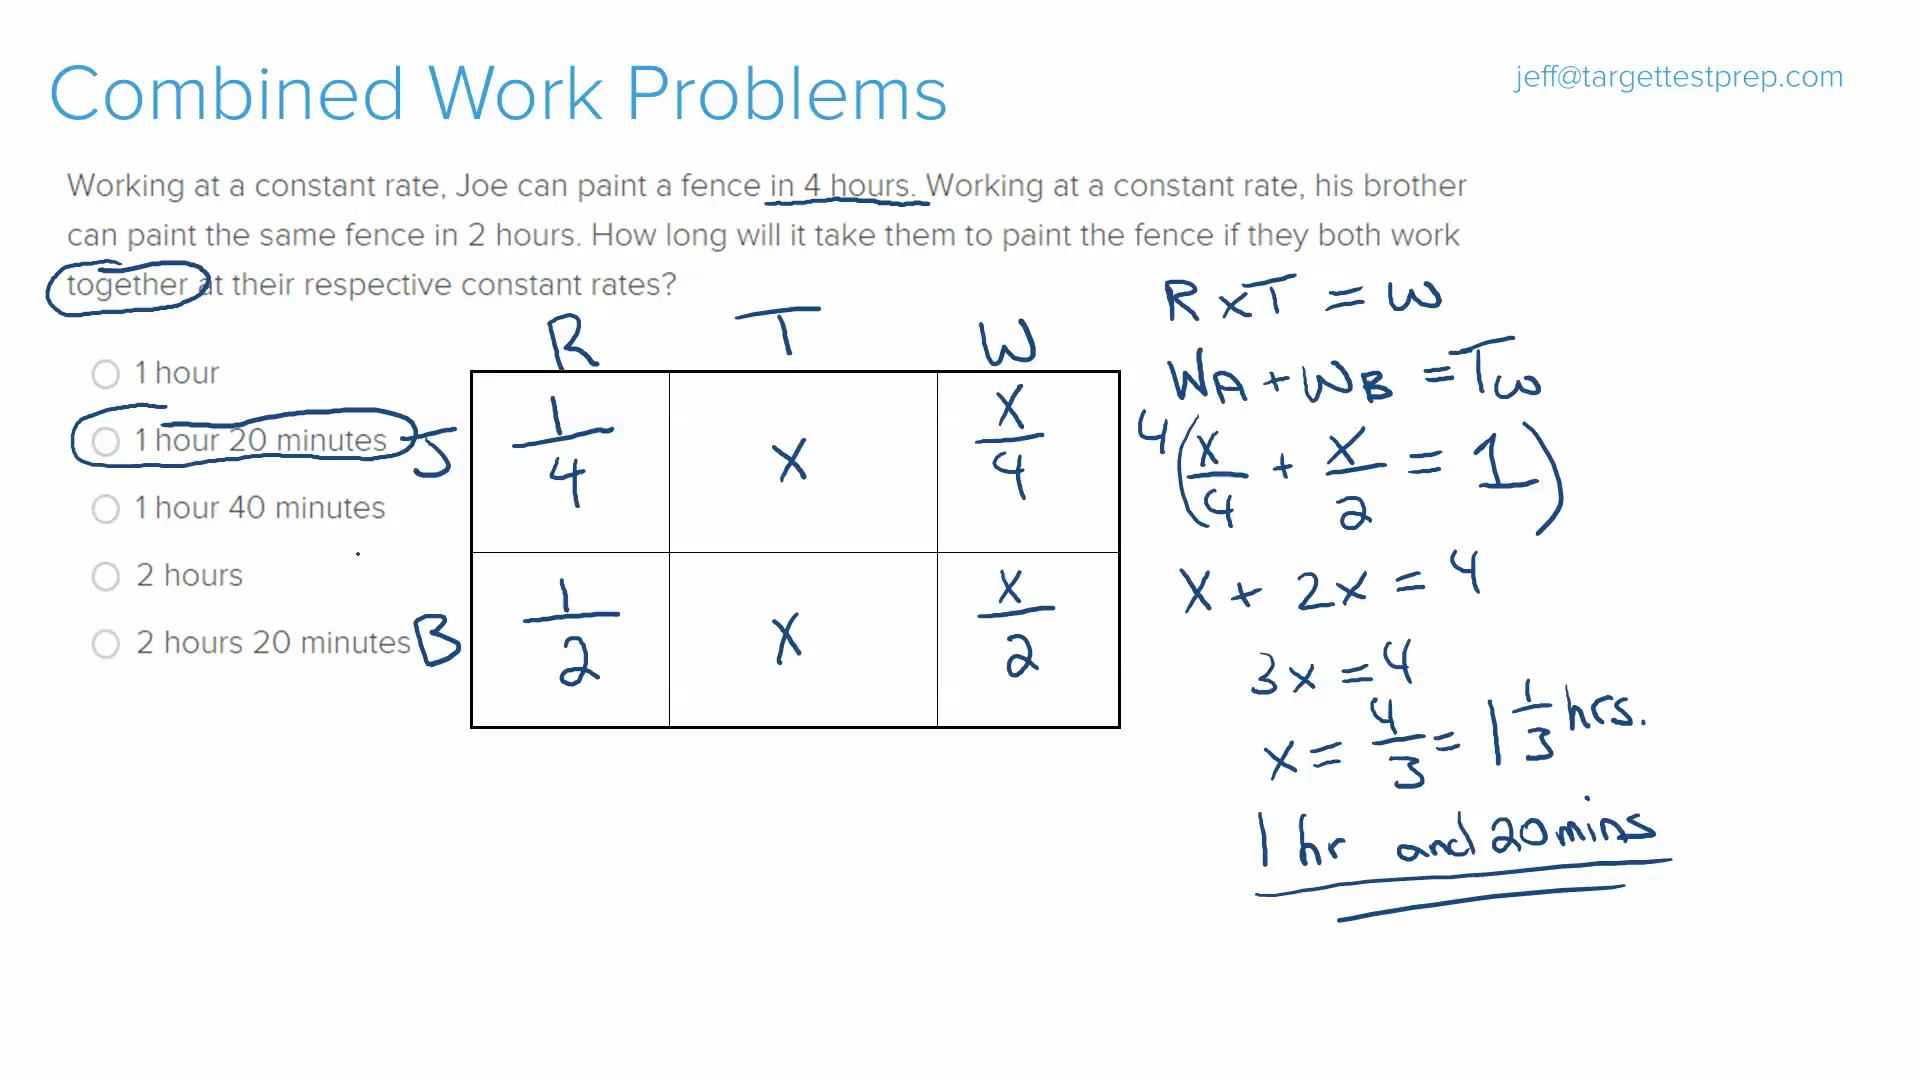 Combined Work Problems
jeff@targettestprep.com
Working at a constant rate, Joe can paint a fence in 4 hours. Working at a constant rate, his brother
can paint the same fence in 2 hours. How long will it take them to paint the fence if they both work
together at their respective constant rates?
1 hour
1 hour 20 minutes
1 hour 40 minutes
2 hours
2 hours 20 minutes
R T W
J 1/4 x x/4
B 1/2 x x/2
R x T = W
WA + WB = TW
4(x/4 + x/2 = 1)
x + 2x = 4
3x = 4
x = 4/3 = 1 1/3 hrs.
1 hr and 20 mins